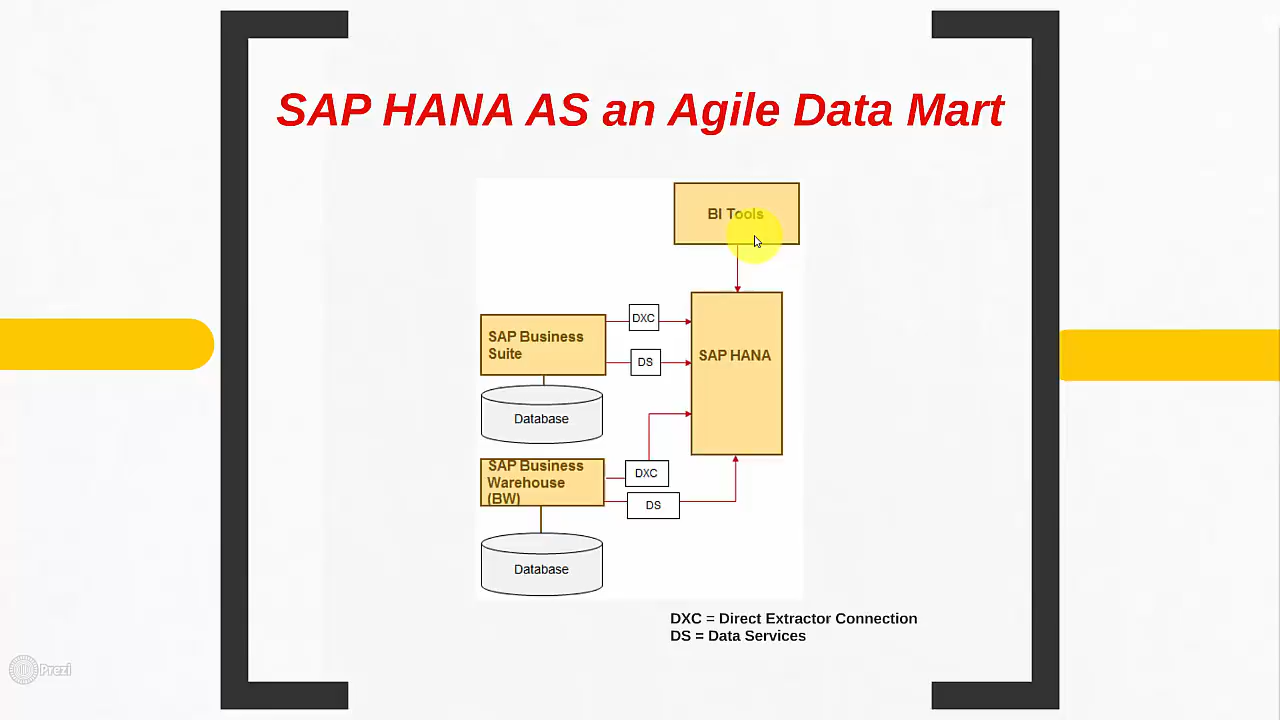 SAP HANA AS an Agile Data Mart
BI Tools
DXC
SAP Business
Suite
DS
SAP HANA
Database
SAP Business
Warehouse
(BW)
DXC
DS
Database
DXC = Direct Extractor Connection
DS = Data Services
Prezi